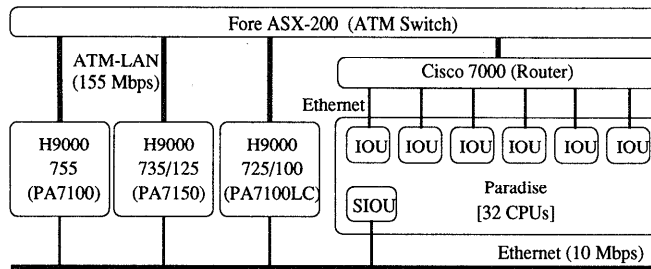 Fore ASX-200 (ATM Switch)
ATM-LAN
(155 Mbps)
Cisco 7000 (Router)
Ethernet
H9000
755
(PA7100)
H9000
735/125
(PA7150)
H9000
725/100
(PA7100LC)
IOU IOU IOU IOU IOU IOU
Paradise
[32 CPUs]
SIOU
Ethernet (10 Mbps)